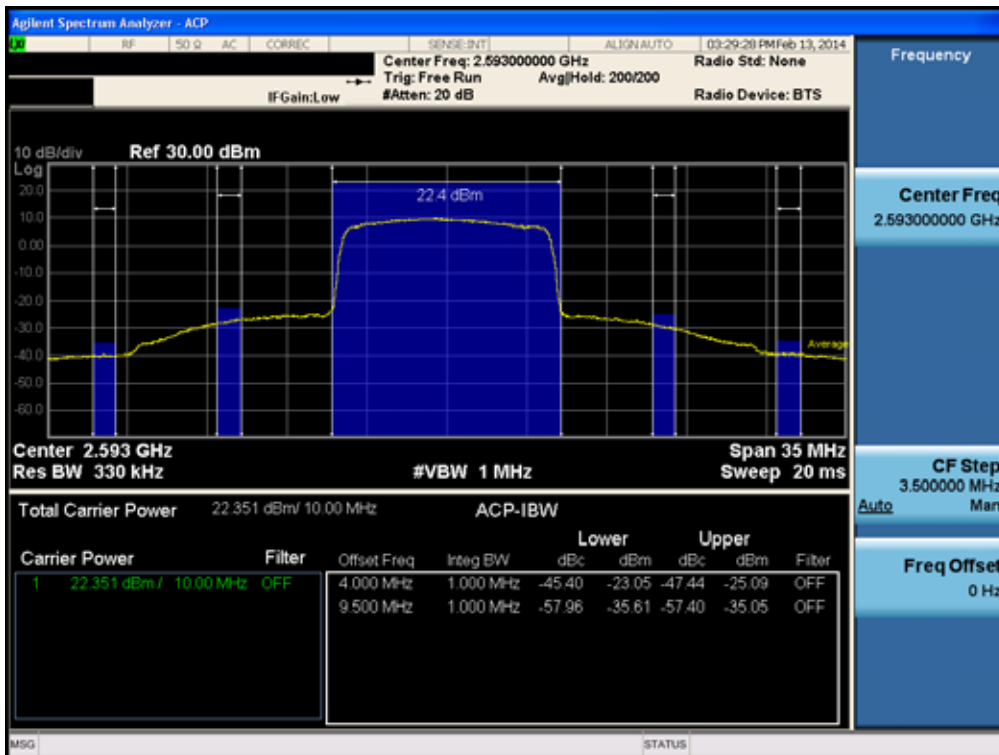 Agilent Spectrum Analyzer - ACP
LXI RF 50 Ω AC CORREC SENSE:INT ALIGN AUTO 03:29:28 PM Feb 13, 2014
Center Freq: 2.593000000 GHz Radio Std: None
Trig: Free Run Avg|Hold: 200/200
IFGain:Low #Atten: 20 dB Radio Device: BTS
10 dB/div Ref 30.00 dBm
Log
20.0
10.0
0.00
-10.0
-20.0
-30.0
-40.0
-50.0
-60.0
22.4 dBm
Average
Center 2.593 GHz Span 35 MHz
Res BW 330 kHz #VBW 1 MHz Sweep 20 ms
Total Carrier Power 22.351 dBm/ 10.00 MHz ACP-IBW
Lower Upper
Carrier Power Filter Offset Freq Integ BW dBc dBm dBc dBm Filter
1 22.351 dBm / 10.00 MHz OFF 4.000 MHz 1.000 MHz -45.40 -23.05 -47.44 -25.09 OFF
9.500 MHz 1.000 MHz -57.96 -35.61 -57.40 -35.05 OFF
MSG STATUS
Frequency
Center Freq
2.593000000 GHz
CF Step
3.500000 MHz
Auto Man
Freq Offset
0 Hz